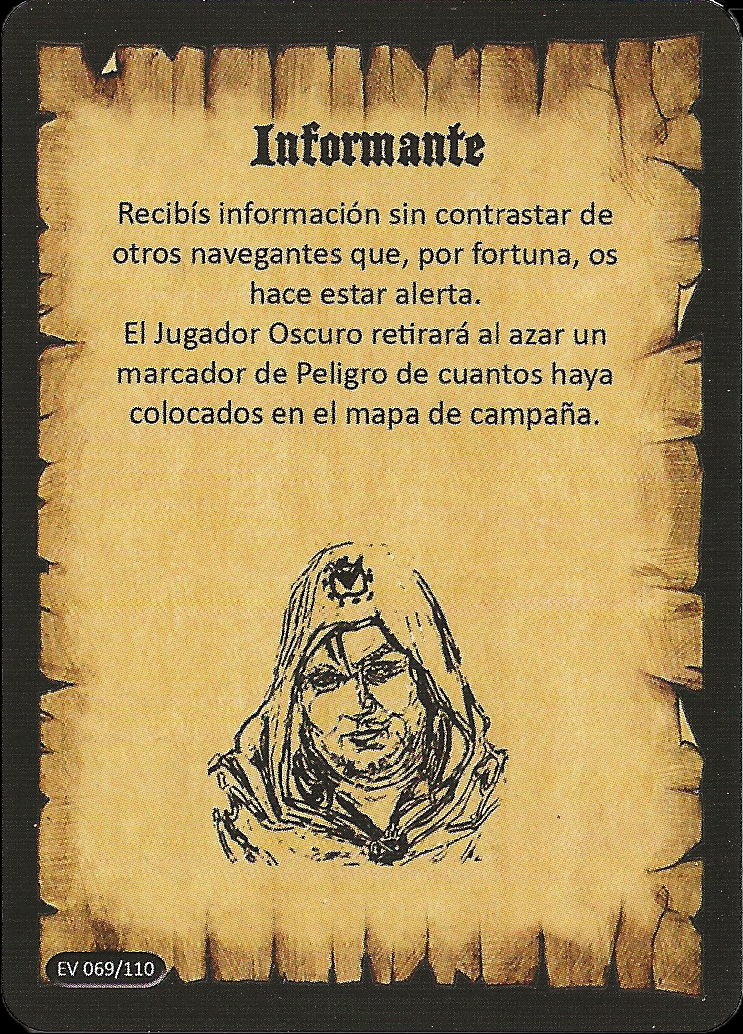 Informante
Recibís información sin contrastar de
otros navegantes que, por fortuna, os
hace estar alerta.
El Jugador Oscuro retirará al azar un
marcador de Peligro de cuantos haya
colocados en el mapa de campaña.
EV 069/110